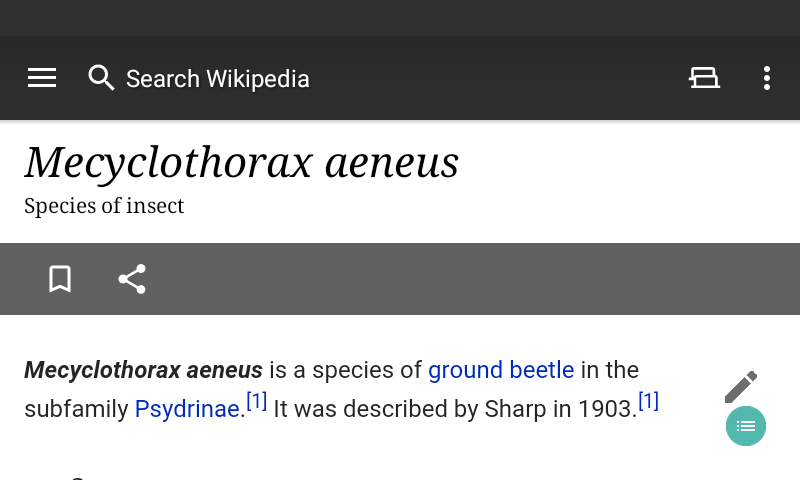 Search Wikipedia
Mecyclothorax aeneus
Species of insect
Mecyclothorax aeneus is a species of ground beetle in the
subfamily Psydrinae.[1] It was described by Sharp in 1903.[1]